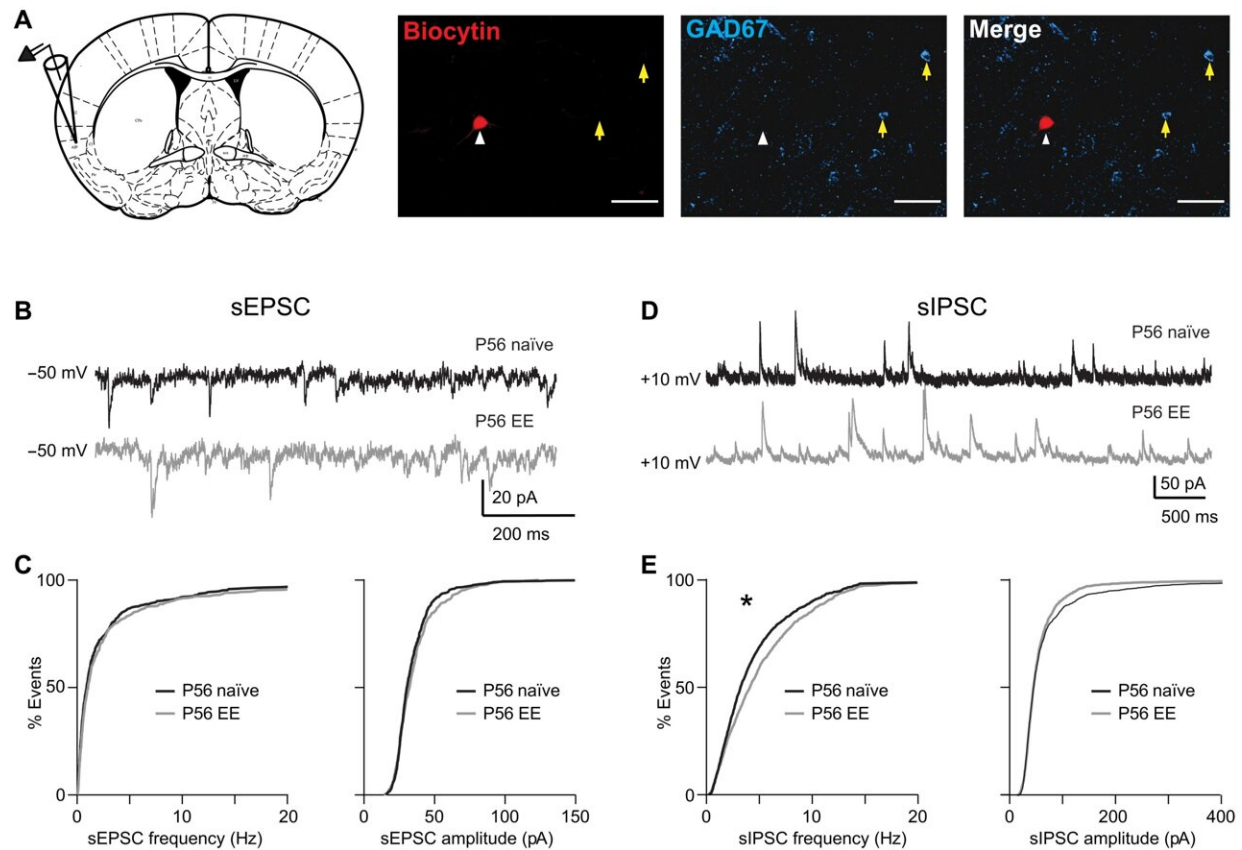 A
Biocytin
GAD67
Merge
B
sEPSC
P56 naïve
−50 mV
P56 EE
−50 mV
20 pA
200 ms
D
sIPSC
P56 naïve
+10 mV
P56 EE
+10 mV
50 pA
500 ms
C
% Events
100
50
0
P56 naïve
P56 EE
0 10 20
sEPSC frequency (Hz)
P56 naïve
P56 EE
0 50 100 150
sEPSC amplitude (pA)
E
% Events
100
50
0
*
P56 naïve
P56 EE
0 10 20
sIPSC frequency (Hz)
P56 naïve
P56 EE
0 200 400
sIPSC amplitude (pA)